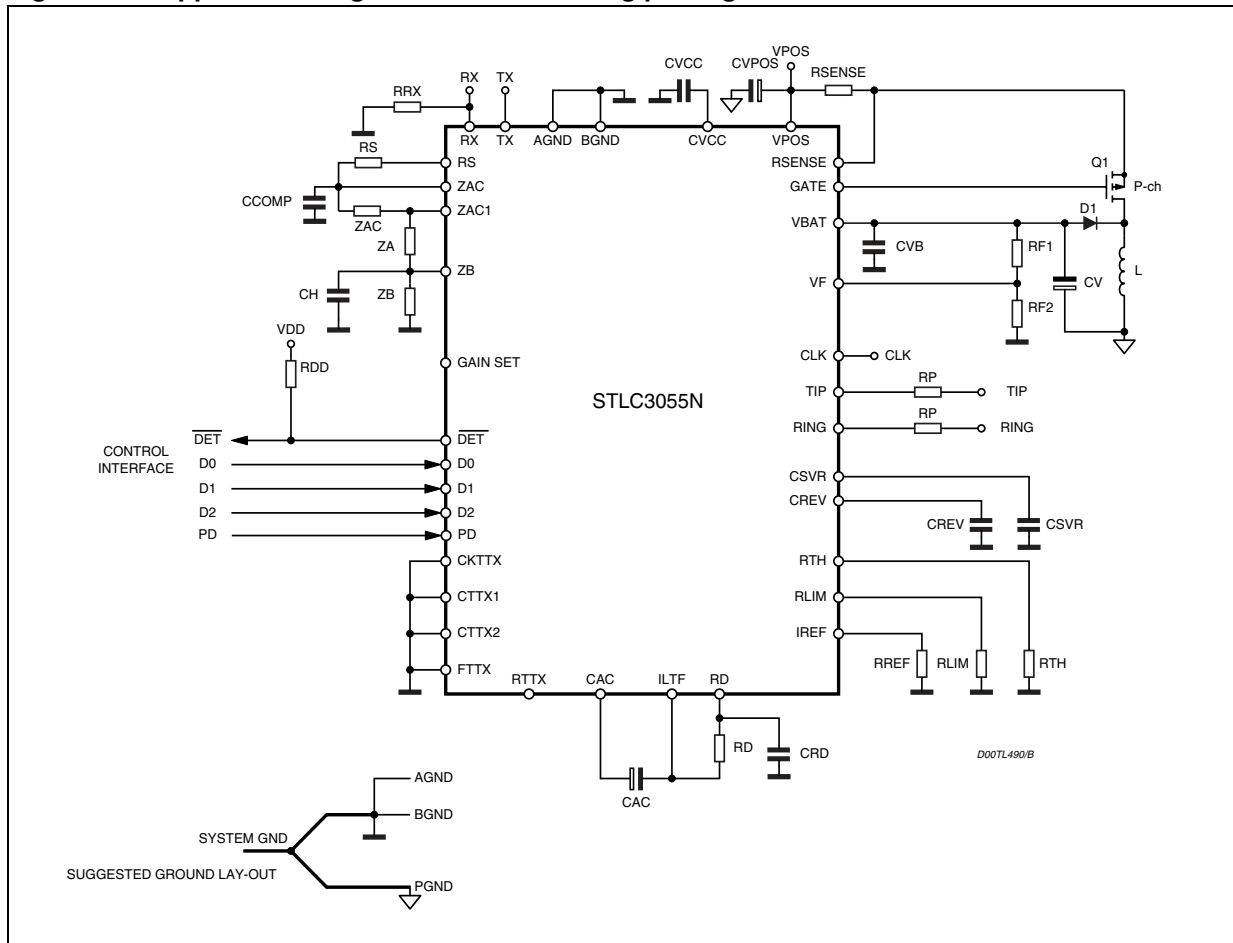 VPOS
CVCC
CVPOS
RSENSE
RX
TX
RRX
RX
TX
AGND
BGND
CVCC
VPOS
RS
RS
RSENSE
Q1
ZAC
GATE
P-ch
CCOMP
ZAC1
VBAT
D1
ZAC
ZA
CVB
RF1
L
ZB
CH
ZB
VF
CV
RF2
VDD
RDD
GAIN SET
CLK
CLK
STLC3055N
TIP
RP
TIP
RING
RP
RING
CONTROL
INTERFACE
DET
DET
D0
D0
D1
D1
D2
D2
PD
PD
CSVR
CREV
CREV
CSVR
CKTTX
RTH
CTTX1
RLIM
CTTX2
IREF
FTTX
RREF
RLIM
RTH
RTTX
CAC
ILTF
RD
RD
CRD
CAC
D00TL490/B
AGND
BGND
SYSTEM GND
SUGGESTED GROUND LAY-OUT
PGND